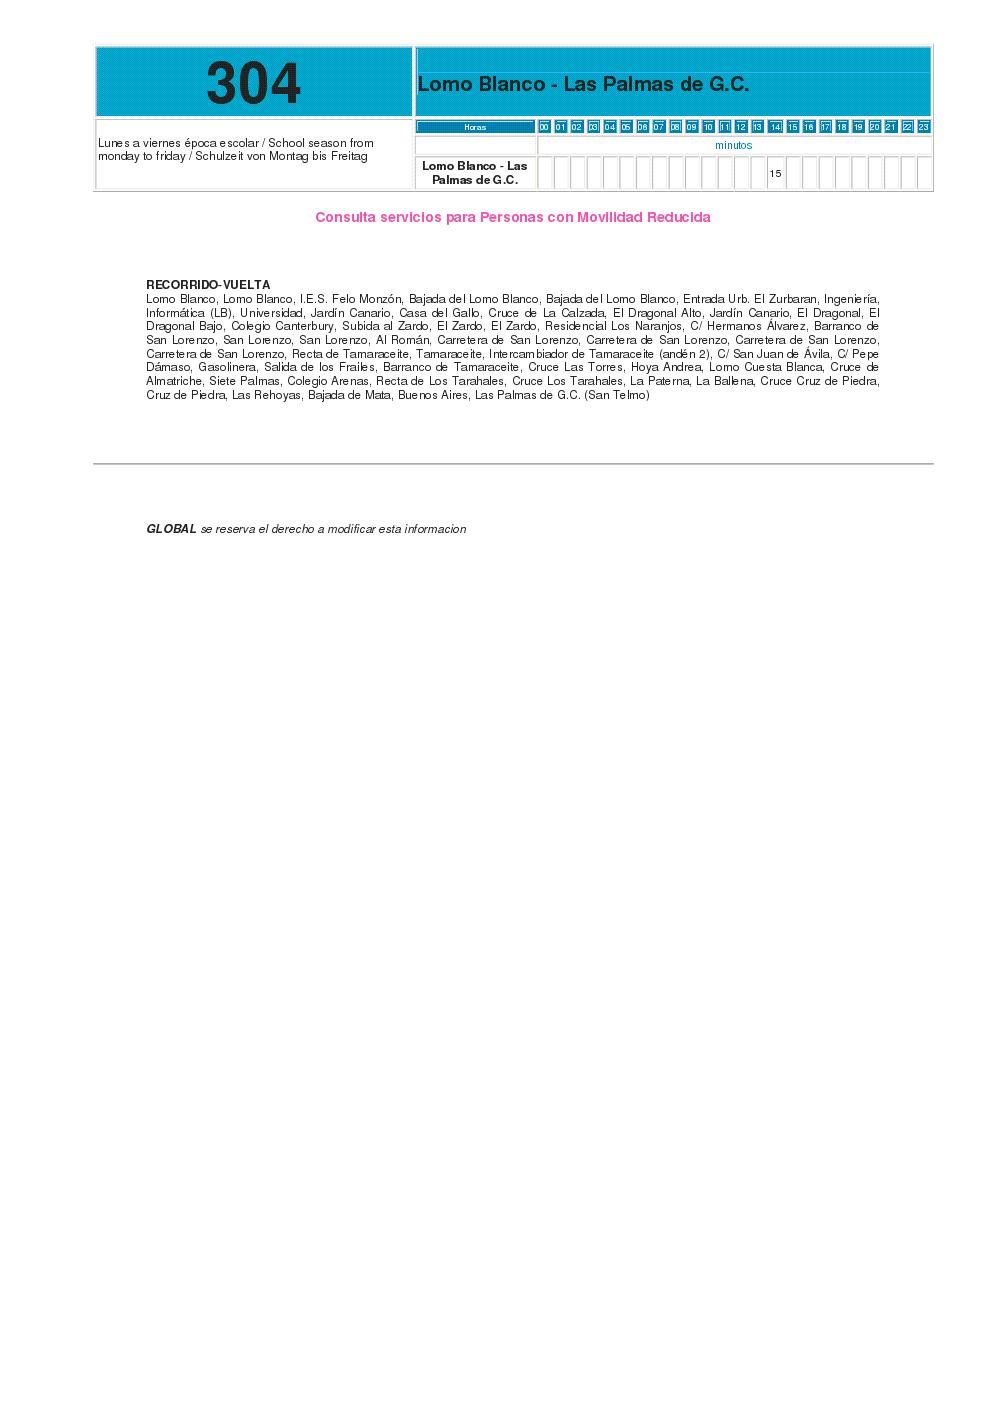 304
Lomo Blanco - Las Palmas de G.C.
Lunes a viernes época escolar / School season from
monday to friday / Schulzeit von Montag bis Freitag
Horas 00 01 02 03 04 05 06 07 08 09 10 11 12 13 14 15 16 17 18 19 20 21 22 23
minutos
Lomo Blanco - Las
Palmas de G.C.
15
Consulta servicios para Personas con Movilidad Reducida
RECORRIDO-VUELTA
Lomo Blanco, Lomo Blanco, I.E.S. Felo Monzón, Bajada del Lomo Blanco, Bajada del Lomo Blanco, Entrada Urb. El Zurbaran, Ingeniería,
Informática (LB), Universidad, Jardín Canario, Casa del Gallo, Cruce de La Calzada, El Dragonal Alto, Jardín Canario, El Dragonal, El
Dragonal Bajo, Colegio Canterbury, Subida al Zardo, El Zardo, El Zardo, Residencial Los Naranjos, C/ Hermanos Álvarez, Barranco de
San Lorenzo, San Lorenzo, San Lorenzo, Al Román, Carretera de San Lorenzo, Carretera de San Lorenzo, Carretera de San Lorenzo,
Carretera de San Lorenzo, Recta de Tamaraceite, Tamaraceite, Intercambiador de Tamaraceite (andén 2), C/ San Juan de Ávila, C/ Pepe
Dámaso, Gasolinera, Salida de los Frailes, Barranco de Tamaraceite, Cruce Las Torres, Hoya Andrea, Lomo Cuesta Blanca, Cruce de
Almatriche, Siete Palmas, Colegio Arenas, Recta de Los Tarahales, Cruce Los Tarahales, La Paterna, La Ballena, Cruce Cruz de Piedra,
Cruz de Piedra, Las Rehoyas, Bajada de Mata, Buenos Aires, Las Palmas de G.C. (San Telmo)
GLOBAL se reserva el derecho a modificar esta informacion